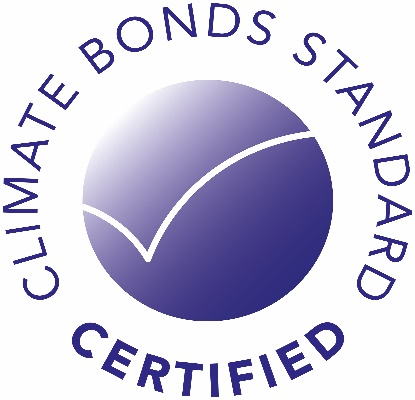 CLIMATE BONDS STANDARD
CERTIFIED